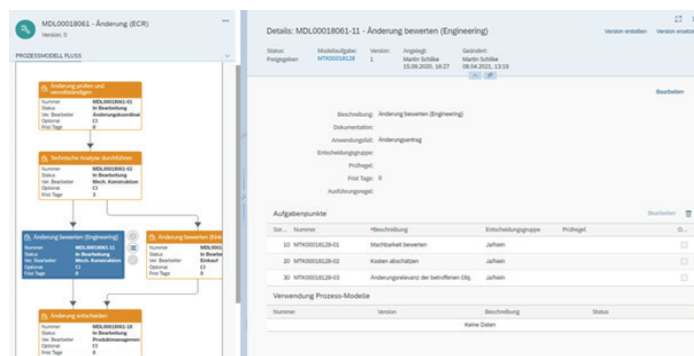 MDL00018061 - Änderung (ECR)
Version: 5
PROZESSMODELL FLUSS
Änderung prüfen und vervollständigen
Nummer MDL00018061-01
Status In Bearbeitung
Ver. Bearbeiter Änderungskoordinat
Optional
Frist Tage 0
Technische Analyse durchführen
Nummer MDL00018061-02
Status In Bearbeitung
Ver. Bearbeiter Mech. Konstruktion
Optional
Frist Tage
Änderung bewerten (Engineering)
Nummer MDL00018061-11
Status In Bearbeitung
Ver. Bearbeiter Mech. Konstruktion
Optional
Frist Tage 0
Änderung bewerten (Eink
Nummer MDL0001
Status In Bearbe
Ver. Bearbeiter Einkauf
Optional
Frist Tage 0
Änderung entscheiden
Nummer MDL00018061-18
Status In Bearbeitung
Ver. Bearbeiter Produktmanagemen
Optional
Frist Tage 0
Details: MDL00018061-11 - Änderung bewerten (Engineering)
Version erstellen Version ersetze
Status: Modellaufgabe: Version: Angelegt: Geändert:
Freigegeben MTK00018128 1 Martin Schilke Martin Schilke
15.09.2020, 16:27 08.04.2021, 13:19
Bearbeiten
Beschreibung: Änderung bewerten (Engineering)
Dokumentation:
Anwendungsfall: Änderungsantrag
Entscheidungsgruppe:
Prüfregel:
Frist Tage: 0
Ausführungsregel:
Aufgabenpunkte Bearbeiten
Sor... Nummer *Beschreibung Entscheidungsgruppe Prüfregel O...
10 MTK00018128-01 Machbarkeit bewerten Ja/Nein
20 MTK00018128-02 Kosten abschätzen Ja/Nein
30 MTK00018128-03 Änderungsrelevanz der betroffenen Obj. Ja/Nein
Verwendung Prozess-Modelle
Nummer Version Beschreibung Status
Keine Daten